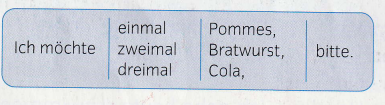 einmal Pommes,
Ich möchte zweimal Bratwurst, bitte.
dreimal Cola,